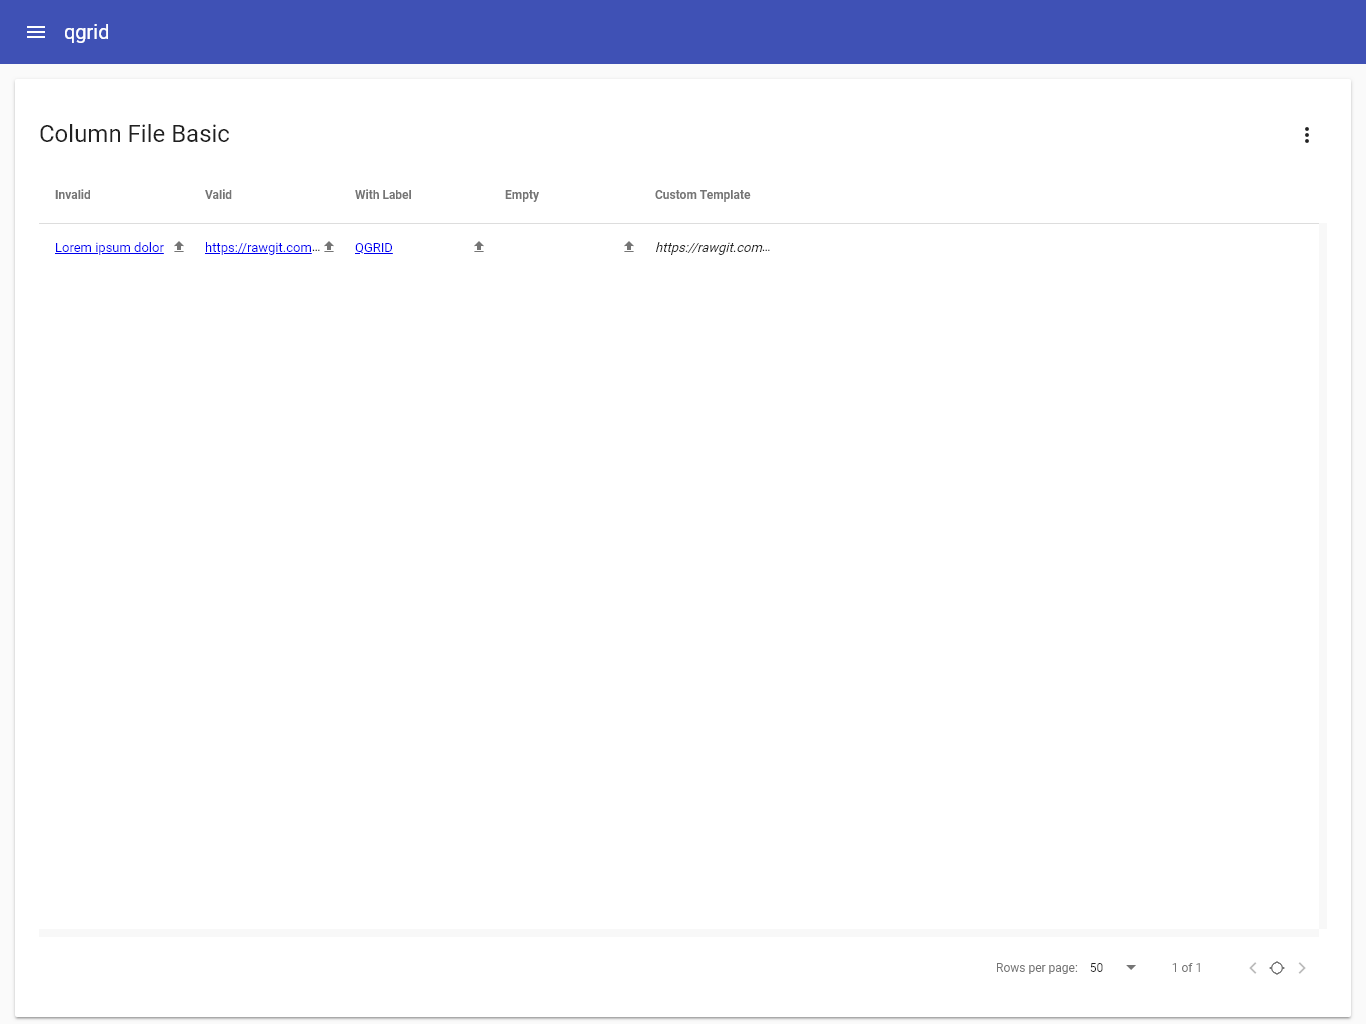 qgrid
Column File Basic
Invalid Valid With Label Empty Custom Template
Lorem ipsum dolor https://rawgit.com... QGRID https://rawgit.com...
Rows per page: 50 1 of 1